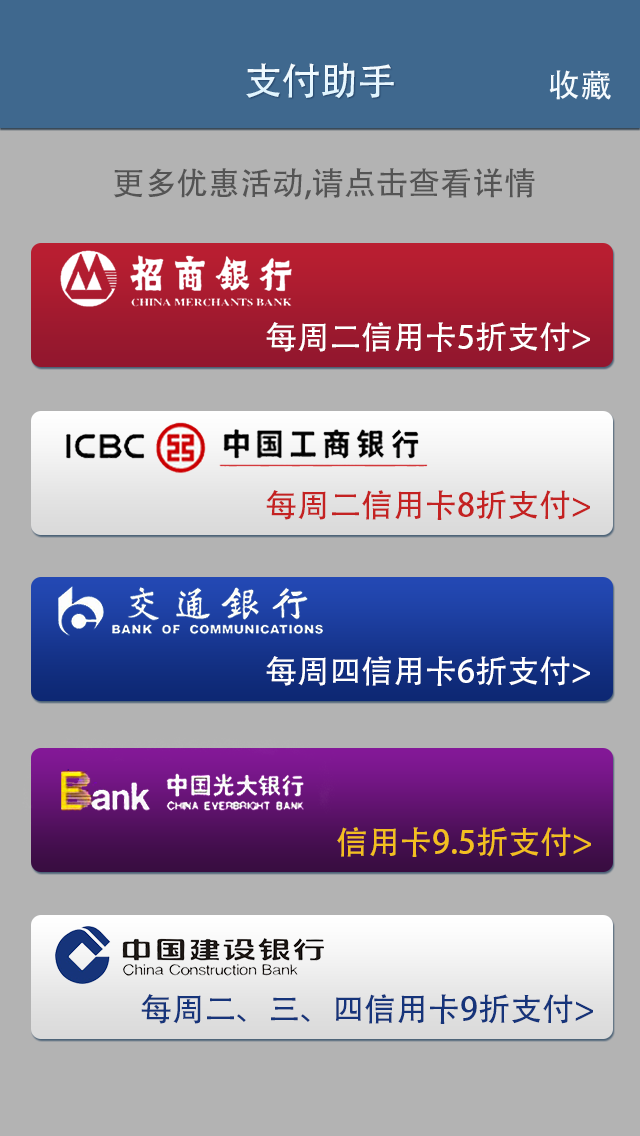 支付助手
收藏
更多优惠活动,请点击查看详情
招商銀行
CHINA MERCHANTS BANK
每周二信用卡5折支付>
ICBC 中国工商银行
每周二信用卡8折支付>
交通銀行
BANK OF COMMUNICATIONS
每周四信用卡6折支付>
Bank 中国光大银行
CHINA EVERBRIGHT BANK
信用卡9.5折支付>
中国建设银行
China Construction Bank
每周二、三、四信用卡9折支付>